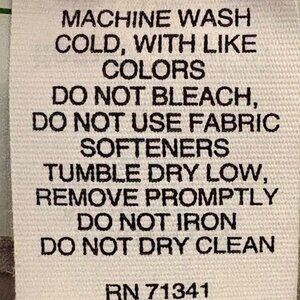 MACHINE WASH
COLD, WITH LIKE
COLORS
DO NOT BLEACH,
DO NOT USE FABRIC
SOFTENERS
TUMBLE DRY LOW,
REMOVE PROMPTLY
DO NOT IRON
DO NOT DRY CLEAN
RN 71341